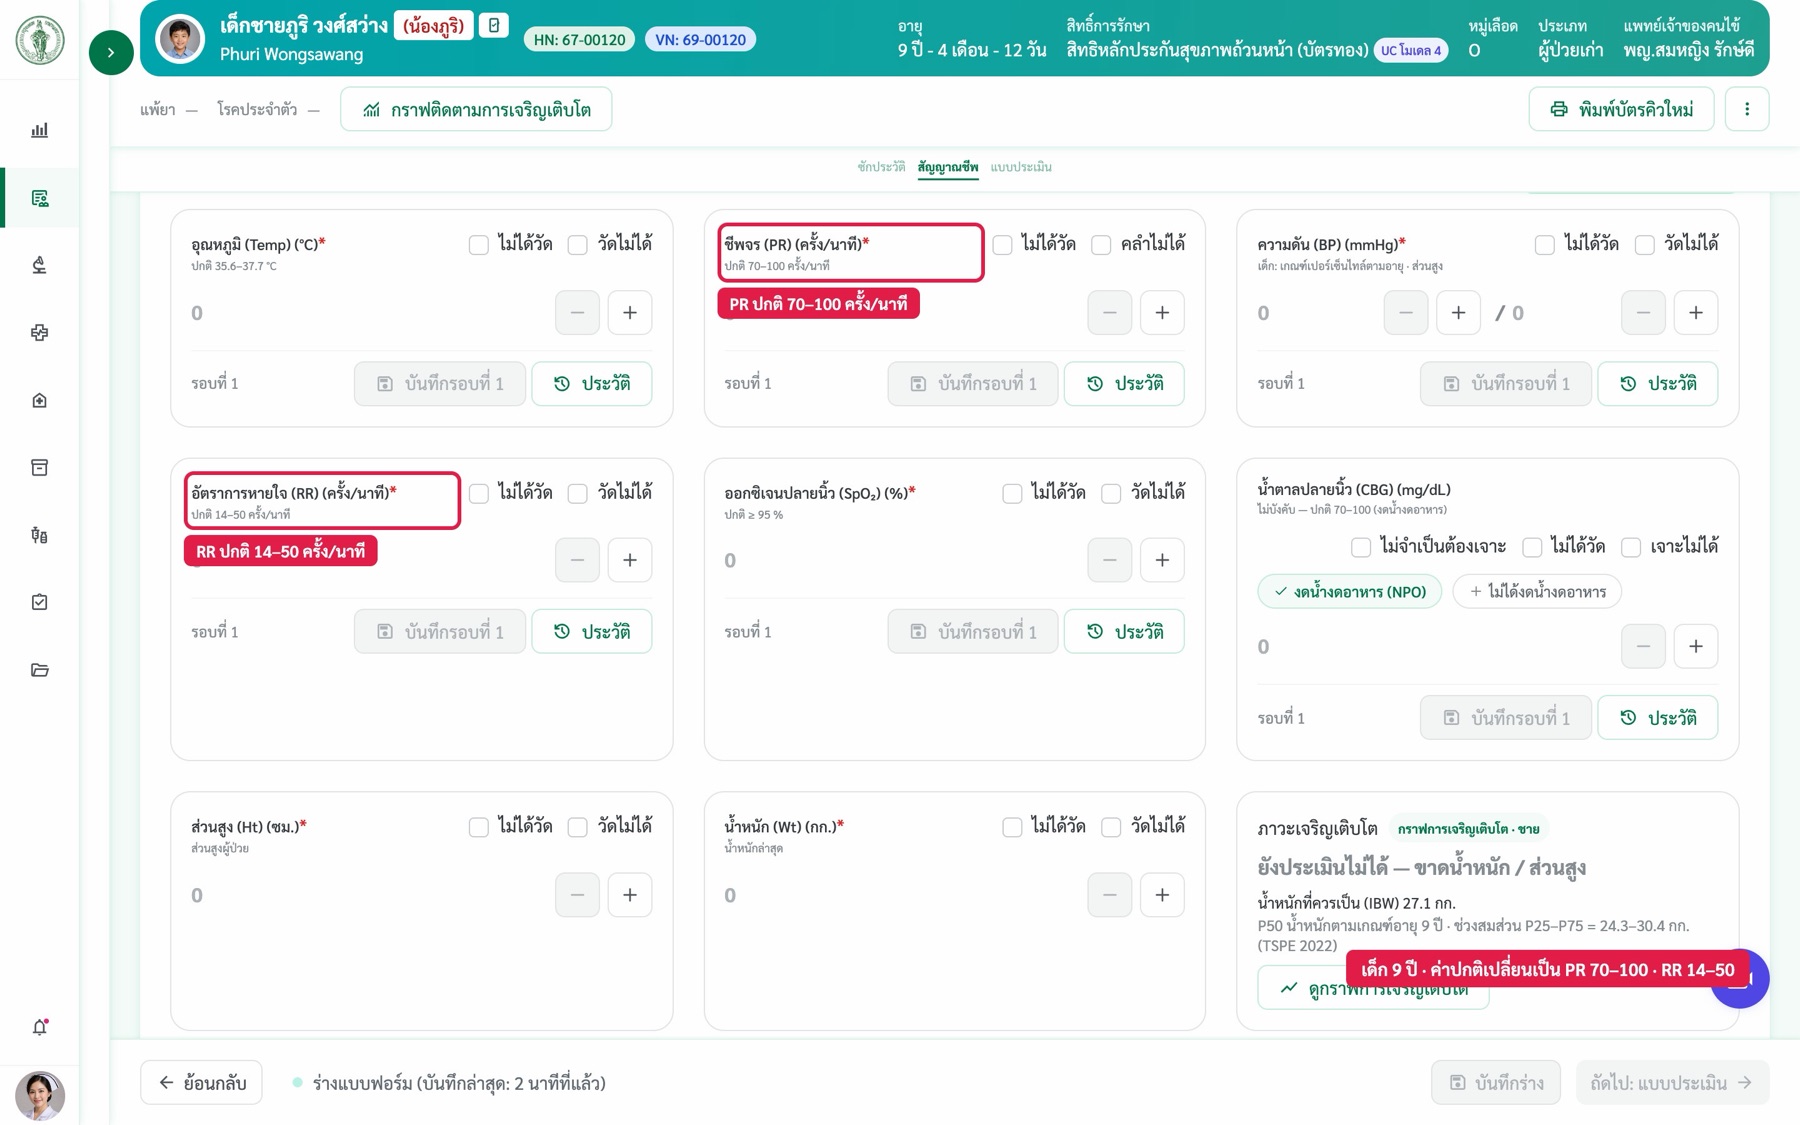 เด็กชายภูริ วงศ์สว่าง (น้องภูริ)
Phuri Wongsawang
HN: 67-00120
VN: 69-00120
อายุ
9 ปี - 4 เดือน - 12 วัน
สิทธิ์การรักษา
สิทธิหลักประกันสุขภาพถ้วนหน้า (บัตรทอง) UC โมเดล 4
หมู่เลือด
O
ประเภท
ผู้ป่วยเก่า
แพทย์เจ้าของคนไข้
พญ.สมหญิง รักษ์ดี
แพ้ยา —
โรคประจำตัว —
กราฟติดตามการเจริญเติบโต
พิมพ์บัตรคิวใหม่
ซักประวัติ สัญญาณชีพ แบบประเมิน
อุณหภูมิ (Temp) (°C)*
ปกติ 35.6–37.7 °C
ไม่ได้วัด วัดไม่ได้
0
รอบที่ 1
บันทึกรอบที่ 1
ประวัติ
ชีพจร (PR) (ครั้ง/นาที)*
ปกติ 70–100 ครั้ง/นาที
ไม่ได้วัด คลำไม่ได้
PR ปกติ 70–100 ครั้ง/นาที
รอบที่ 1
บันทึกรอบที่ 1
ประวัติ
ความดัน (BP) (mmHg)*
เด็ก: เกณฑ์เปอร์เซ็นไทล์ตามอายุ · ส่วนสูง
ไม่ได้วัด วัดไม่ได้
0 / 0
รอบที่ 1
บันทึกรอบที่ 1
ประวัติ
อัตราการหายใจ (RR) (ครั้ง/นาที)*
ปกติ 14–50 ครั้ง/นาที
ไม่ได้วัด วัดไม่ได้
RR ปกติ 14–50 ครั้ง/นาที
รอบที่ 1
บันทึกรอบที่ 1
ประวัติ
ออกซิเจนปลายนิ้ว (SpO₂) (%)*
ปกติ ≥ 95 %
ไม่ได้วัด วัดไม่ได้
0
รอบที่ 1
บันทึกรอบที่ 1
ประวัติ
น้ำตาลปลายนิ้ว (CBG) (mg/dL)
ไม่บังคับ — ปกติ 70–100 (งดน้ำงดอาหาร)
ไม่จำเป็นต้องเจาะ ไม่ได้วัด เจาะไม่ได้
งดน้ำงดอาหาร (NPO)
ไม่ได้งดน้ำงดอาหาร
0
รอบที่ 1
บันทึกรอบที่ 1
ประวัติ
ส่วนสูง (Ht) (ซม.)*
ส่วนสูงผู้ป่วย
ไม่ได้วัด วัดไม่ได้
0
น้ำหนัก (Wt) (กก.)*
น้ำหนักล่าสุด
ไม่ได้วัด วัดไม่ได้
0
ภาวะเจริญเติบโต กราฟการเจริญเติบโต · ชาย
ยังประเมินไม่ได้ — ขาดน้ำหนัก / ส่วนสูง
น้ำหนักที่ควรเป็น (IBW) 27.1 กก.
P50 น้ำหนักตามเกณฑ์อายุ 9 ปี · ช่วงสมส่วน P25–P75 = 24.3–30.4 กก.
(TSPE 2022)
เด็ก 9 ปี · ค่าปกติเปลี่ยนเป็น PR 70–100 · RR 14–50
ดูกราฟการเจริญเติบโต
ย้อนกลับ
ร่างแบบฟอร์ม (บันทึกล่าสุด: 2 นาทีที่แล้ว)
บันทึกร่าง
ถัดไป: แบบประเมิน